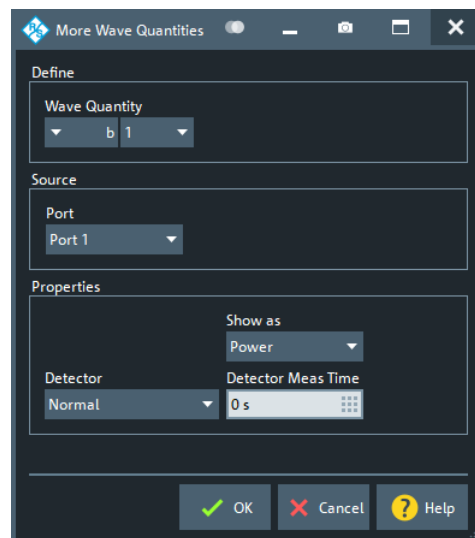 R&S More Wave Quantities
Define
Wave Quantity
b 1
Source
Port
Port 1
Properties
Show as
Power
Detector Detector Meas Time
Normal 0 s
OK Cancel ? Help